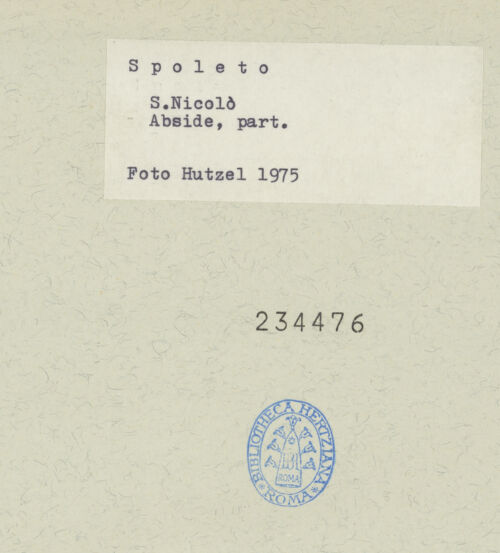 S p o l e t o
S.Nicolò
Abside, part.
Foto Hutzel 1975
234476
BIBLIOTHECA HERTZIANA
* ROMA *
ROMA